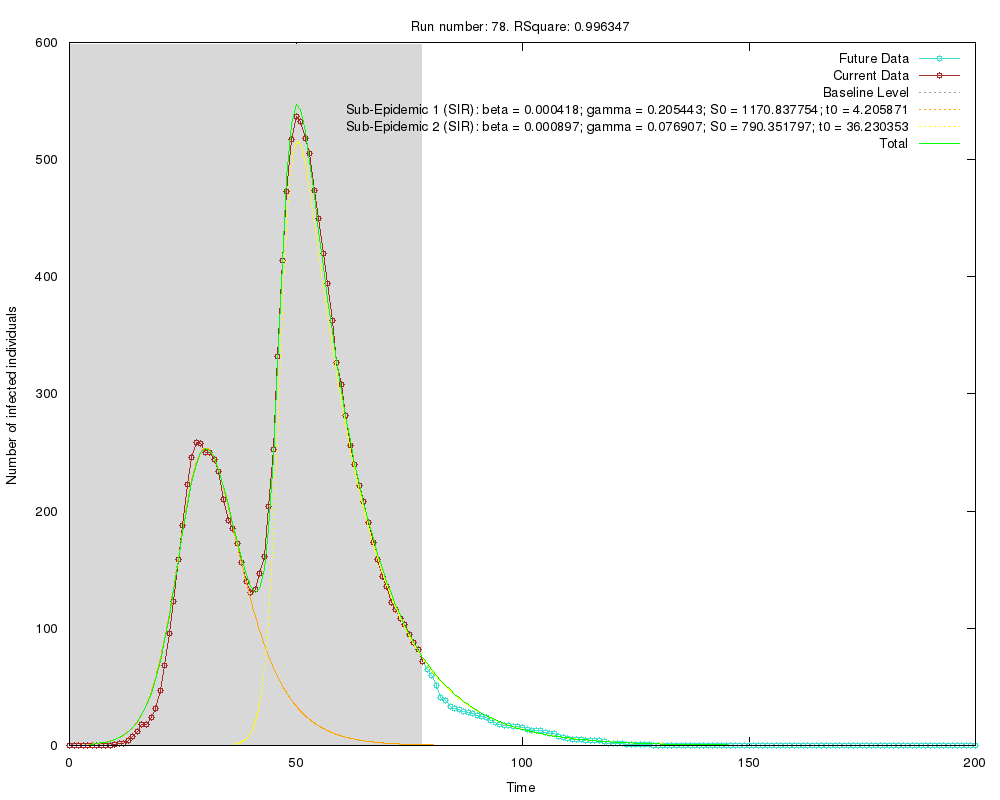 Run number: 78. RSquare: 0.996347
600
500
400
300
200
100
0
Number of infected individuals
Future Data
Current Data
Baseline Level
Sub-Epidemic 1 (SIR): beta = 0.000418; gamma = 0.205443; S0 = 1170.837754; t0 = 4.205871
Sub-Epidemic 2 (SIR): beta = 0.000897; gamma = 0.076907; S0 = 790.351797; t0 = 36.230353
Total
0 50 100 150 200
Time